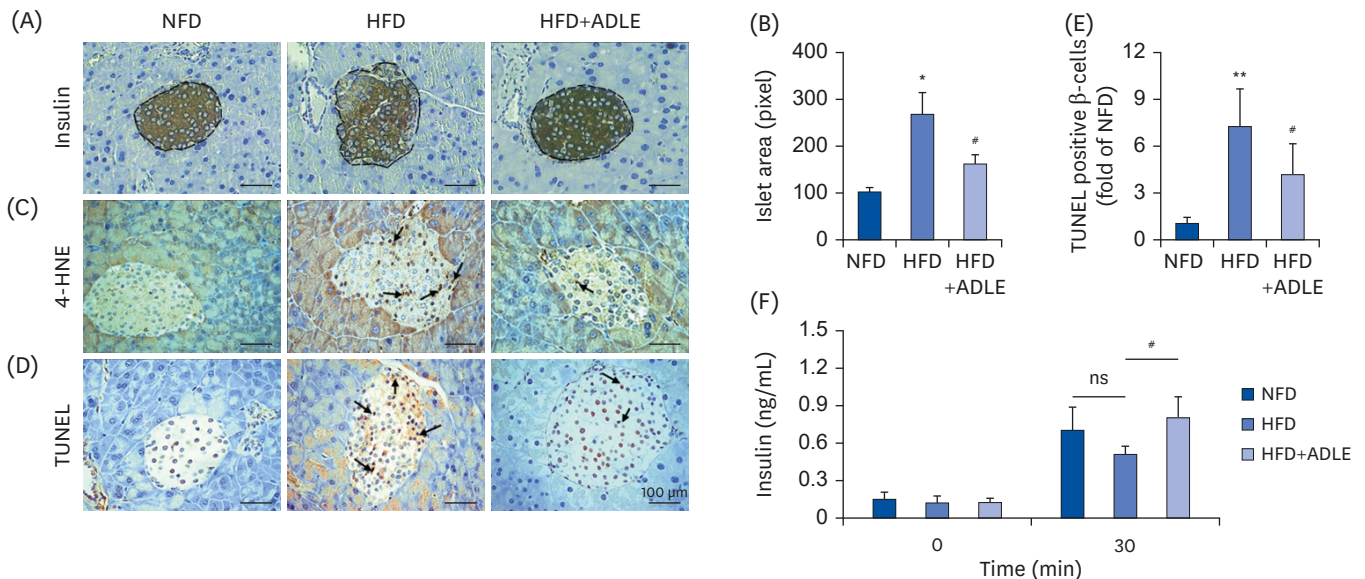 (A)
NFD
HFD
HFD+ADLE
Insulin
(C)
4-HNE
(D)
TUNEL
100 µm
(B)
Islet area (pixel)
400
300
200
100
0
*
#
NFD
HFD
HFD
+ADLE
(E)
TUNEL positive β-cells
(fold of NFD)
12
9
6
3
0
**
#
NFD
HFD
HFD
+ADLE
(F)
Insulin (ng/mL)
1.5
1.2
0.9
0.6
0.3
0
ns
#
0
30
Time (min)
NFD
HFD
HFD+ADLE